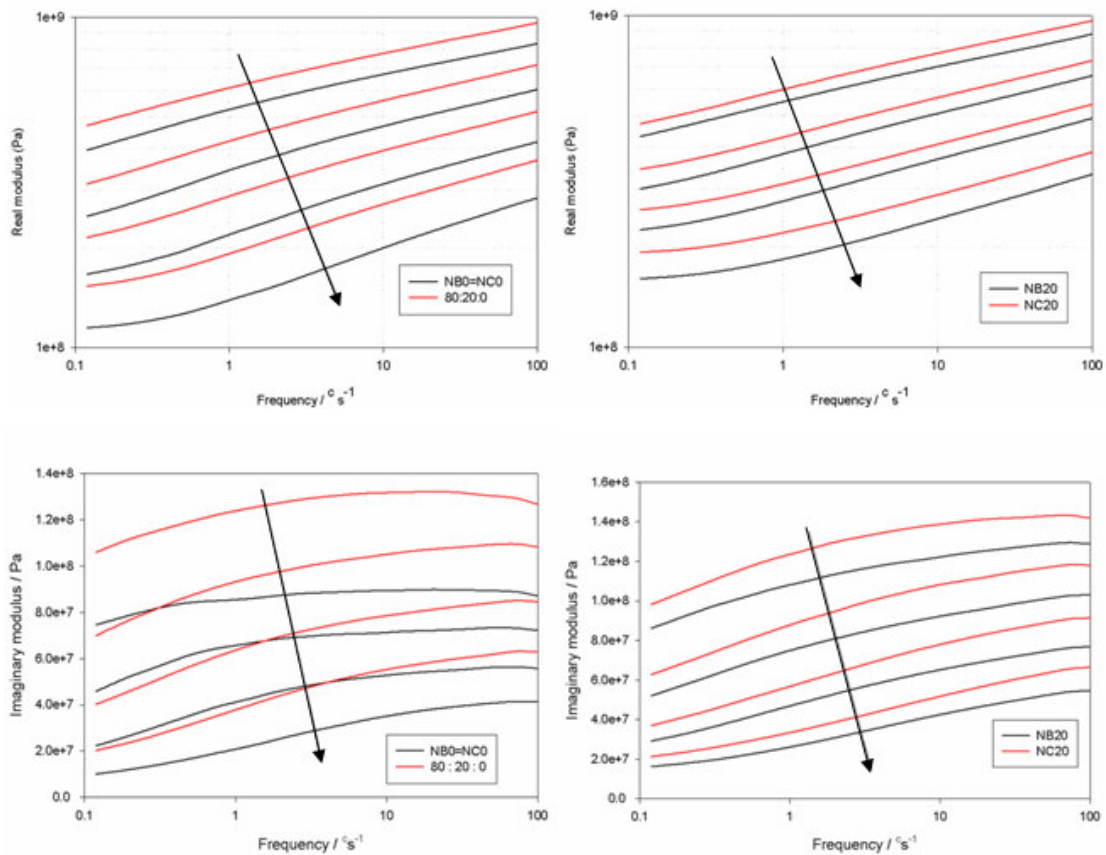 1e+9
Real modulus (Pa)
1e+8
0.1 1 10 100
Frequency / c s-1
NB0=NC0
80:20:0
1e+9
Real modulus (Pa)
1e+8
0.1 1 10 100
Frequency / c s-1
NB20
NC20
1.4e+8
1.2e+8
1.0e+8
8.0e+7
6.0e+7
4.0e+7
2.0e+7
0.0
Imaginary modulus / Pa
0.1 1 10 100
Frequency / c s-1
NB0=NC0
80 : 20 : 0
1.6e+8
1.4e+8
1.2e+8
1.0e+8
8.0e+7
6.0e+7
4.0e+7
2.0e+7
0.0
Imaginary modulus / Pa
0.1 1 10 100
Frequency / c s-1
NB20
NC20